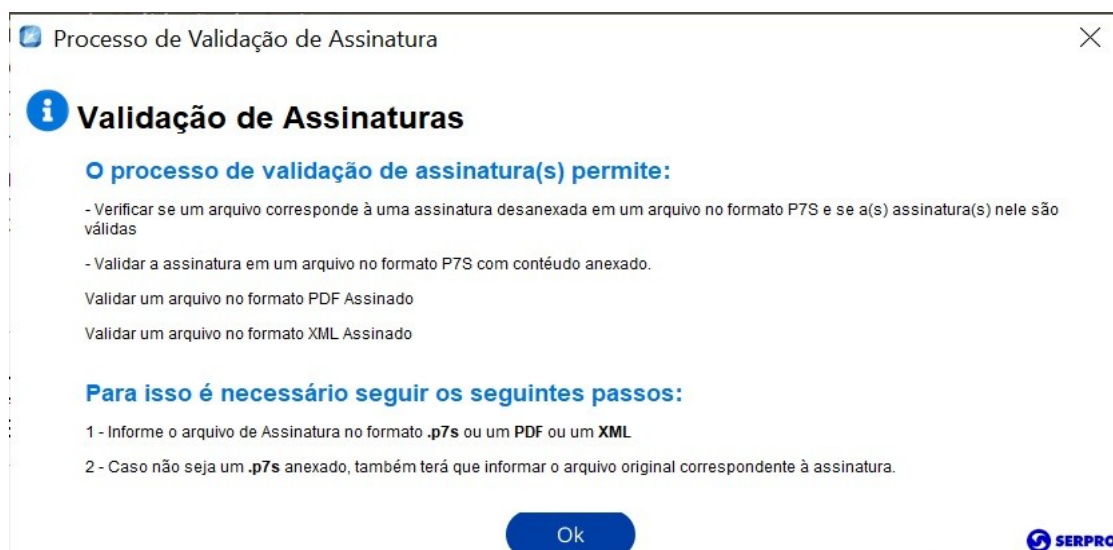 Processo de Validação de Assinatura
Validação de Assinaturas
O processo de validação de assinatura(s) permite:
- Verificar se um arquivo corresponde à uma assinatura desanexada em um arquivo no formato P7S e se a(s) assinatura(s) nele são
válidas
- Validar a assinatura em um arquivo no formato P7S com contéudo anexado.
Validar um arquivo no formato PDF Assinado
Validar um arquivo no formato XML Assinado
Para isso é necessário seguir os seguintes passos:
1 - Informe o arquivo de Assinatura no formato .p7s ou um PDF ou um XML
2 - Caso não seja um .p7s anexado, também terá que informar o arquivo original correspondente à assinatura.
Ok
SERPRO